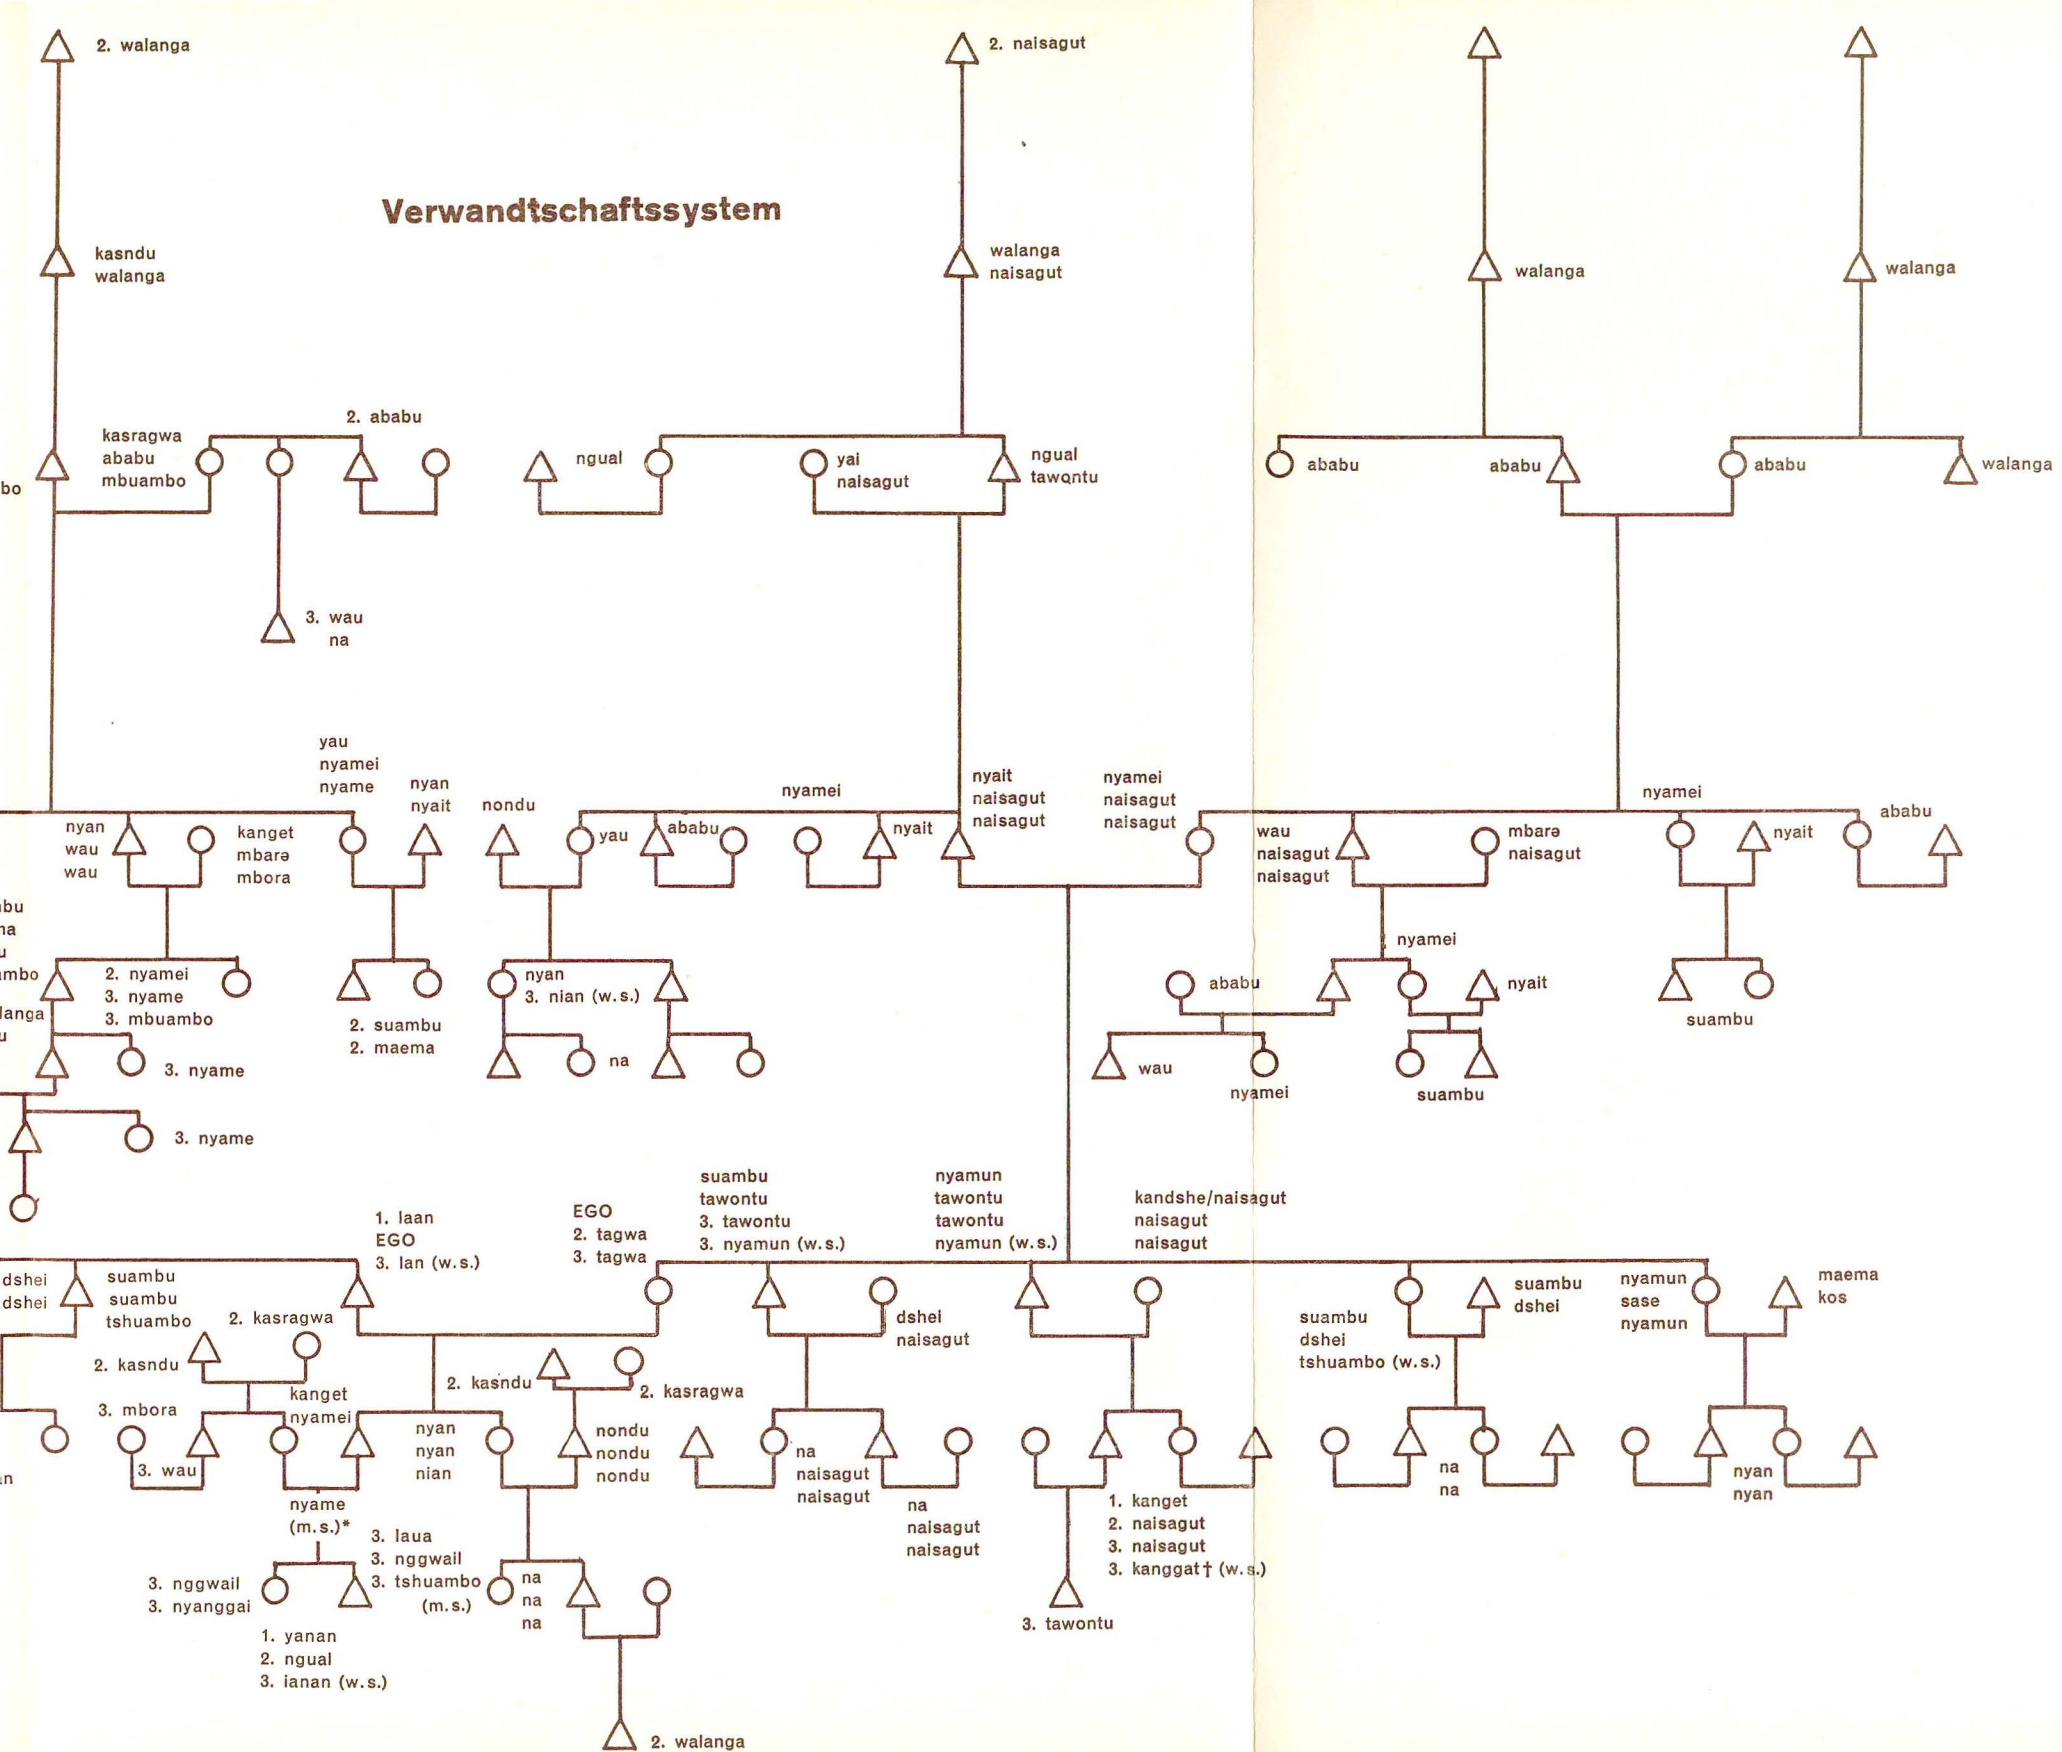 2. walanga
2. naisagut
Verwandtschaftssystem
kasndu
walanga
walanga
naisagut
walanga
walanga
2. ababu
kasragwa
ababu
mbuambo
bo
ngual
yai
naisagut
ngual
tawontu
ababu
ababu
ababu
walanga
3. wau
na
yau
nyamei
nyame
nyan
nyait
nondu
nyamei
nyait
naisagut
naisagut
nyamei
naisagut
naisagut
nyamei
ababu
nyan
wau
wau
kanget
mbarə
mbora
yau
ababu
nyait
wau
naisagut
naisagut
mbarə
naisagut
nyait
nyamei
2. nyamei
3. nyame
3. mbuambo
nyan
3. nian (w.s.)
ababu
nyait
2. suambu
2. maema
suambu
3. nyame
na
wau
nyamei
suambu
3. nyame
1. laan
EGO
3. lan (w.s.)
EGO
2. tagwa
3. tagwa
suambu
tawontu
3. tawontu
3. nyamun (w.s.)
nyamun
tawontu
tawontu
nyamun (w.s.)
kandshe/naisagut
naisagut
naisagut
dshei
dshei
suambu
suambu
tshuambo
2. kasragwa
2. kasndu
dshei
naisagut
suambu
dshei
tshuambo (w.s.)
suambu
dshei
nyamun
sase
nyamun
maema
kos
2. kasndu
2. kasragwa
3. mbora
kanget
nyamei
3. wau
nyan
nyan
nian
nondu
nondu
nondu
na
naisagut
naisagut
na
naisagut
naisagut
1. kanget
2. naisagut
3. naisagut
3. kanggat† (w.s.)
na
na
nyan
nyan
nyame
(m.s.)*
3. laua
3. nggwail
3. tshuambo
(m.s.)
3. nggwail
3. nyanggai
na
na
na
3. tawontu
1. yanan
2. ngual
3. ianan (w.s.)
2. walanga